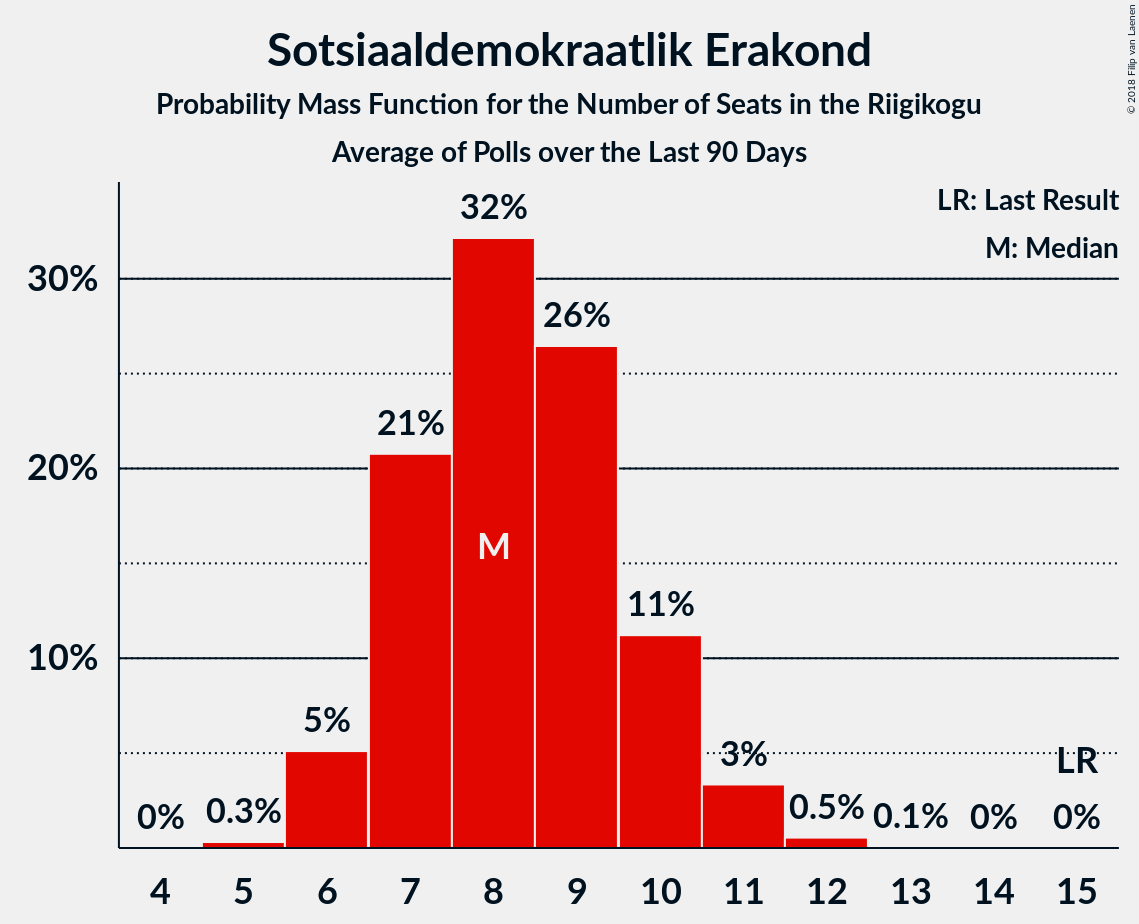 Sotsiaaldemokraatlik Erakond
Probability Mass Function for the Number of Seats in the Riigikogu
Average of Polls over the Last 90 Days
© 2018 Filip van Laenen
LR: Last Result
M: Median
30%
20%
10%
0%
0.3%
5%
21%
32%
26%
11%
3%
0.5%
0.1%
0%
0%
M
LR
4 5 6 7 8 9 10 11 12 13 14 15